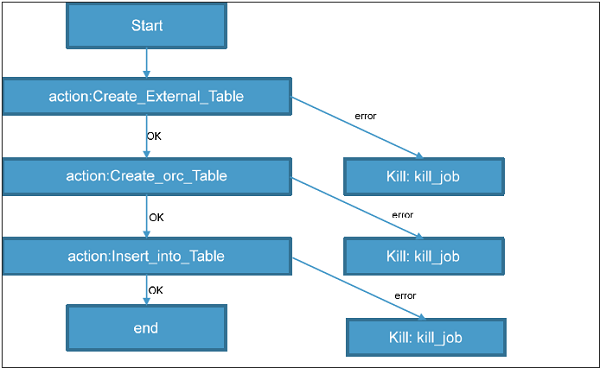 Start
action:Create_External_Table
error
OK
action:Create_orc_Table
Kill: kill_job
OK
error
action:Insert_into_Table
Kill: kill_job
OK
error
end
Kill: kill_job